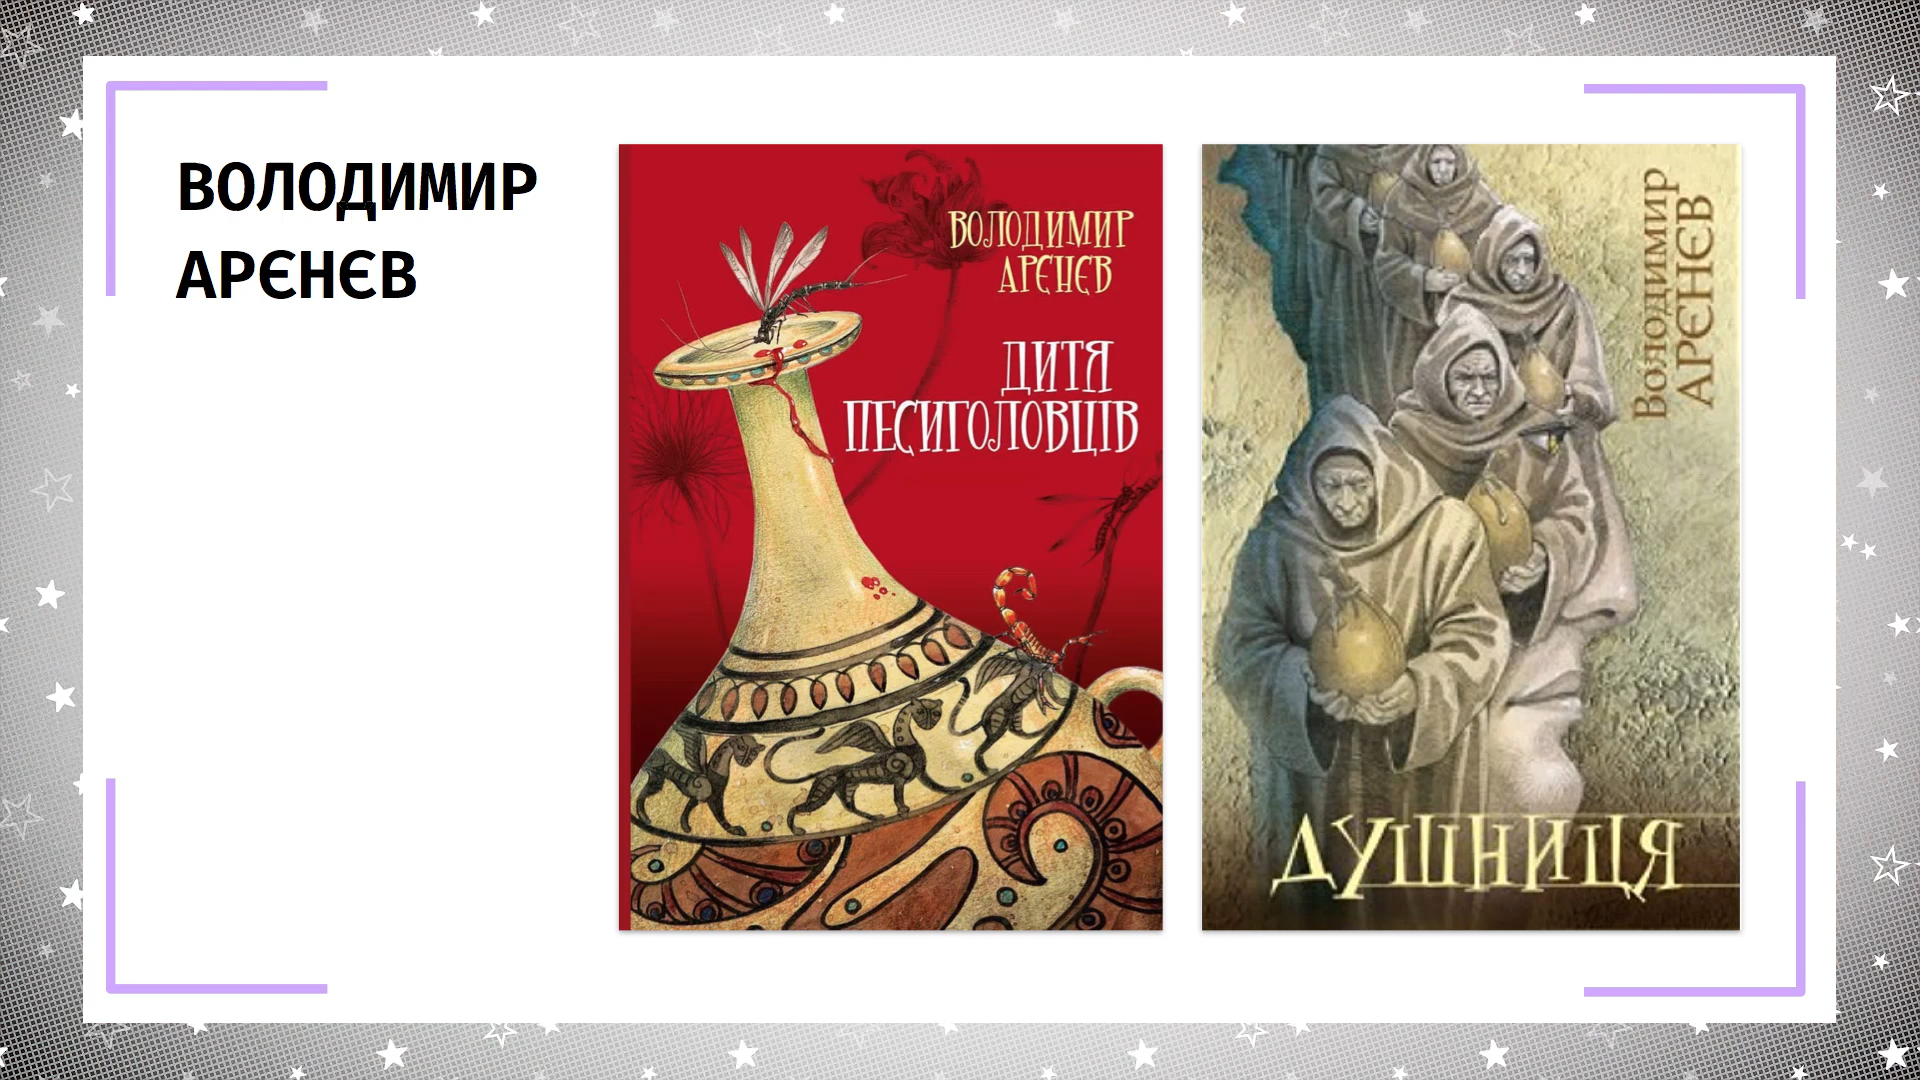 ВОЛОДИМИР
АРЄНЄВ
ВОЛОДИМИР
АРЄНЄВ
ДИТЯ
ПЕСИГОЛОВЦІВ
Володимир
АРЄНЄВ
ДУШНИЦЯ